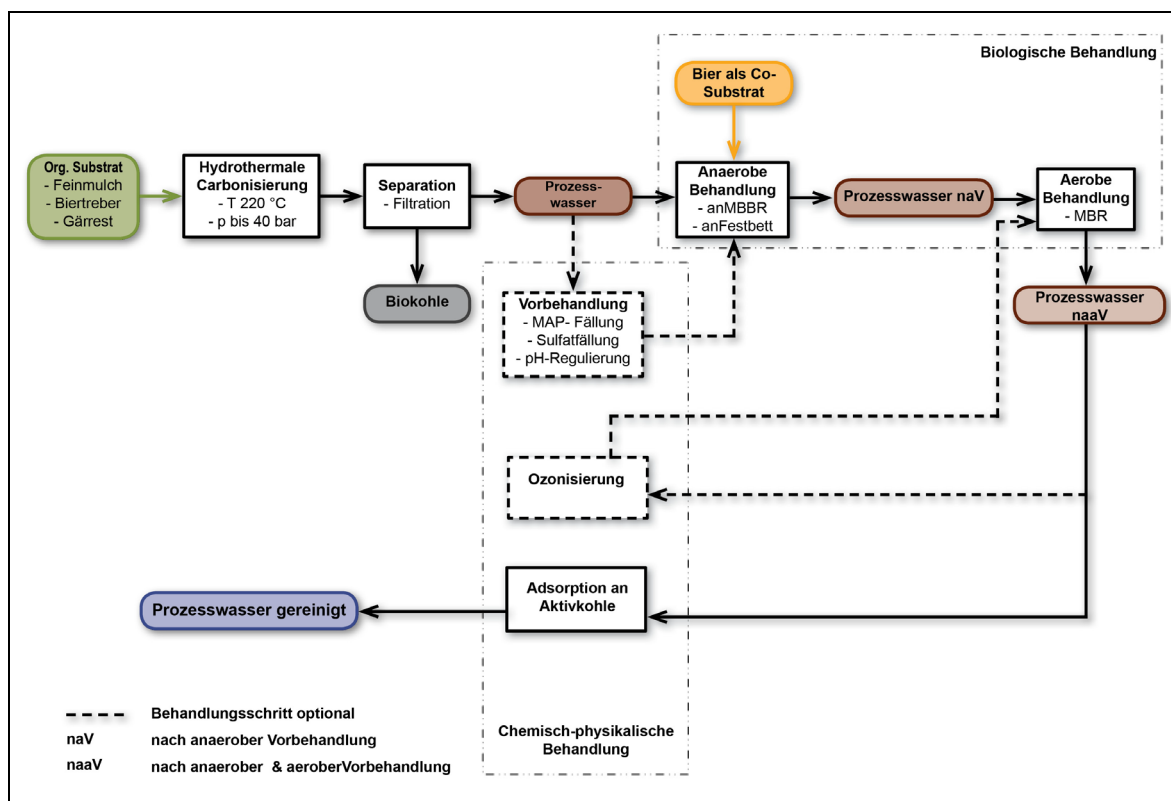 Biologische Behandlung
Bier als Co-
Substrat
Org. Substrat
- Feinmulch
- Biertreber
- Gärrest
Hydrothermale
Carbonisierung
- T 220 °C
- p bis 40 bar
Separation
- Filtration
Prozess-
wasser
Anaerobe
Behandlung
- anMBBR
- anFestbett
Prozesswasser naV
Aerobe
Behandlung
- MBR
Biokohle
Vorbehandlung
- MAP- Fällung
- Sulfatfällung
- pH-Regulierung
Prozesswasser
naaV
Ozonisierung
Adsorption an
Aktivkohle
Prozesswasser gereinigt
Chemisch-physikalische
Behandlung
Behandlungsschritt optional
naV nach anaerober Vorbehandlung
naaV nach anaerober & aeroberVorbehandlung